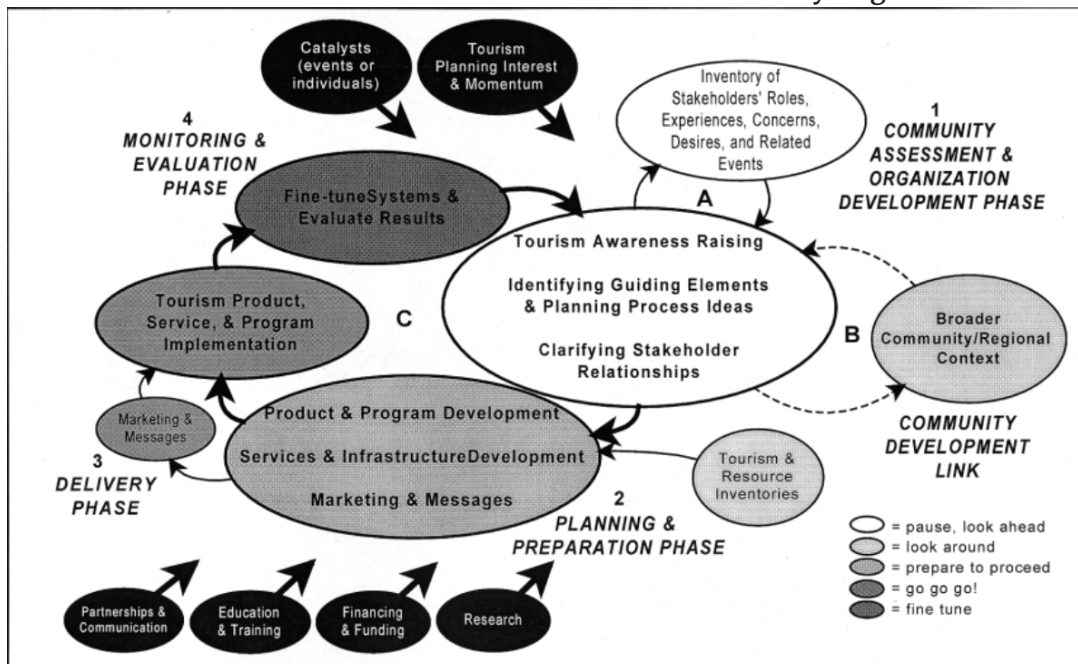 Catalysts
(events or
individuals)
Tourism
Planning Interest
& Momentum
Inventory of
Stakeholders' Roles,
Experiences, Concerns,
Desires, and Related
Events
1
COMMUNITY
ASSESSMENT &
ORGANIZATION
DEVELOPMENT PHASE
4
MONITORING &
EVALUATION
PHASE
Fine-tuneSystems &
Evaluate Results
A
Tourism Awareness Raising
Identifying Guiding Elements
& Planning Process Ideas
Clarifying Stakeholder
Relationships
Tourism Product,
Service, & Program
Implementation
C
B
Broader
Community/Regional
Context
COMMUNITY
DEVELOPMENT
LINK
Marketing &
Messages
3
DELIVERY
PHASE
Product & Program Development
Services & InfrastructureDevelopment
Marketing & Messages
Tourism &
Resource
Inventories
2
PLANNING &
PREPARATION PHASE
= pause, look ahead
= look around
= prepare to proceed
= go go go!
= fine tune
Partnerships &
Communication
Education
& Training
Financing
& Funding
Research